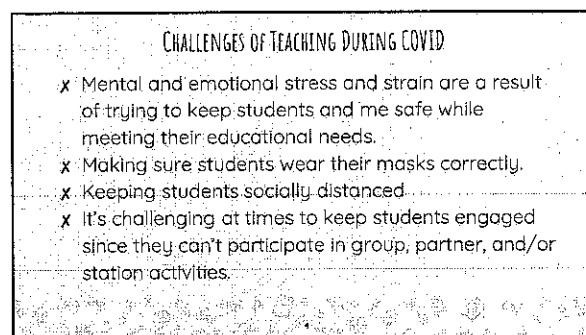 CHALLENGES OF TEACHING DURING COVID
x Mental and emotional stress and strain are a result
of trying to keep students and me safe while
meeting their educational needs.
x Making sure students wear their masks correctly.
x Keeping students socially distanced
x It's challenging at times to keep students engaged
since they can't participate in group, partner, and/or
station activities.